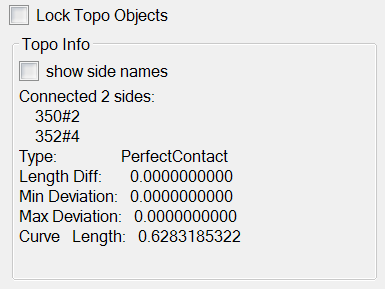 Lock Topo Objects
Topo Info
show side names
Connected 2 sides:
350#2
352#4
Type: PerfectContact
Length Diff: 0.0000000000
Min Deviation: 0.0000000000
Max Deviation: 0.0000000000
Curve Length: 0.6283185322